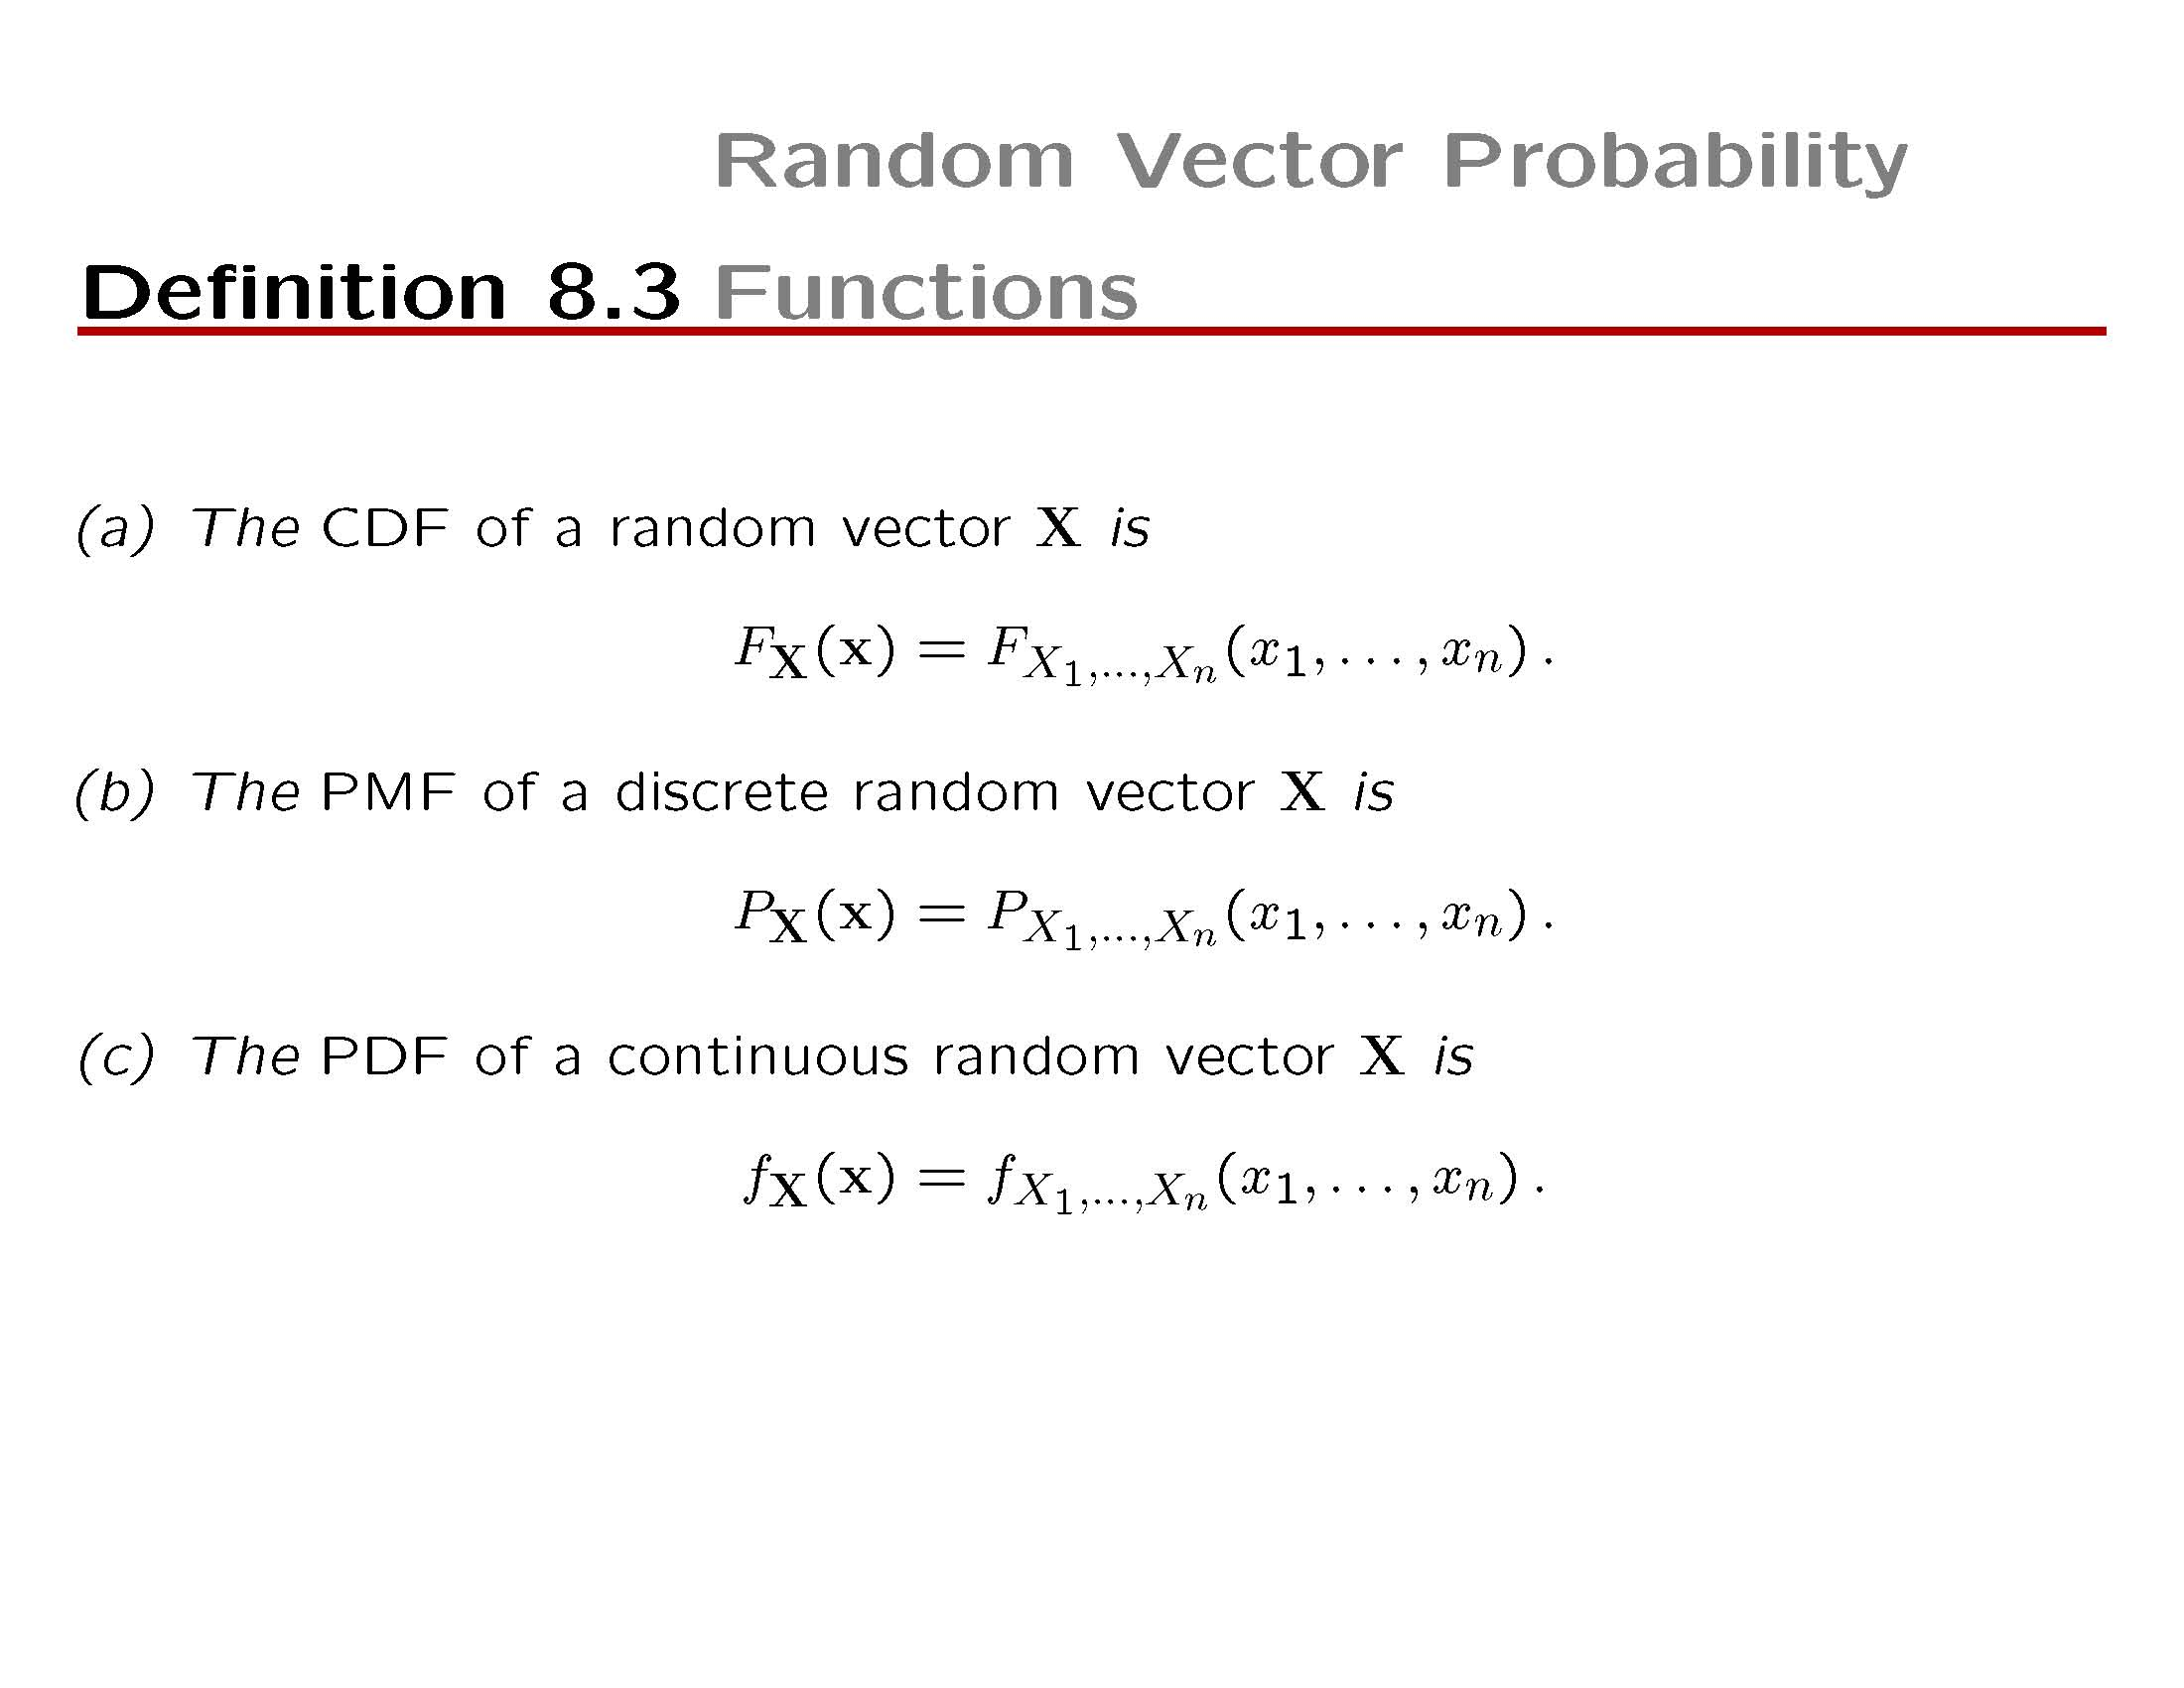 Random Vector Probability
Definition 8.3 Functions
(a) The CDF of a random vector X is
F_X(x) = F_{X_1,...,X_n}(x_1, . . . , x_n) .
(b) The PMF of a discrete random vector X is
P_X(x) = P_{X_1,...,X_n}(x_1, . . . , x_n) .
(c) The PDF of a continuous random vector X is
f_X(x) = f_{X_1,...,X_n}(x_1, . . . , x_n) .